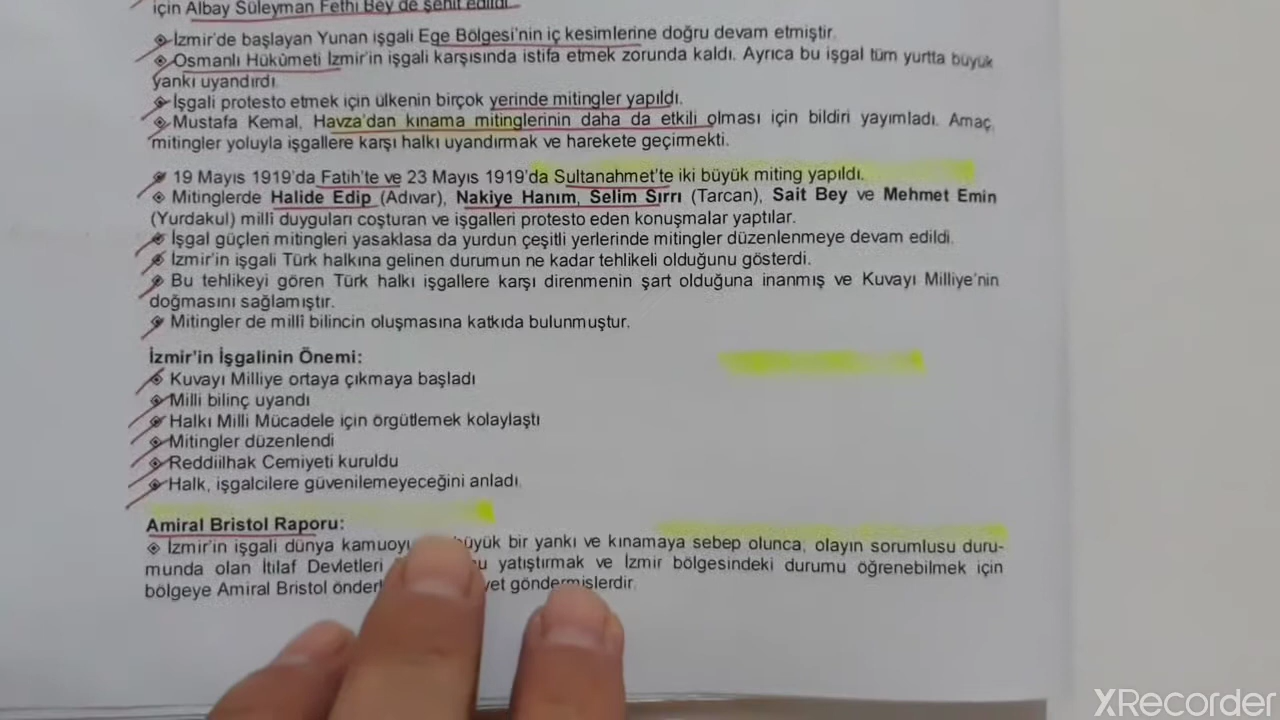 için Albay Süleyman Fethi Bey de şehit edildi.
İzmir'de başlayan Yunan işgali Ege Bölgesi'nin iç kesimlerine doğru devam etmiştir.
Osmanlı Hükûmeti İzmir'in işgali karşısında istifa etmek zorunda kaldı. Ayrıca bu işgal tüm yurtta büyük
yankı uyandırdı.
İşgali protesto etmek için ülkenin birçok yerinde mitingler yapıldı.
Mustafa Kemal, Havza'dan kınama mitinglerinin daha da etkili olması için bildiri yayımladı. Amaç,
mitingler yoluyla işgallere karşı halkı uyandırmak ve harekete geçirmekti.
19 Mayıs 1919'da Fatih'te ve 23 Mayıs 1919'da Sultanahmet'te iki büyük miting yapıldı.
Mitinglerde Halide Edip (Adıvar), Nakiye Hanım, Selim Sırrı (Tarcan), Sait Bey ve Mehmet Emin
(Yurdakul) millî duyguları coşturan ve işgalleri protesto eden konuşmalar yaptılar.
İşgal güçleri mitingleri yasaklasa da yurdun çeşitli yerlerinde mitingler düzenlenmeye devam edildi.
İzmir'in işgali Türk halkına gelinen durumun ne kadar tehlikeli olduğunu gösterdi.
Bu tehlikeyi gören Türk halkı işgallere karşı direnmenin şart olduğuna inanmış ve Kuvayı Milliye'nin
doğmasını sağlamıştır.
Mitingler de millî bilincin oluşmasına katkıda bulunmuştur.
İzmir'in İşgalinin Önemi:
Kuvayı Milliye ortaya çıkmaya başladı
Milli bilinç uyandı
Halkı Milli Mücadele için örgütlemek kolaylaştı
Mitingler düzenlendi
Reddiilhak Cemiyeti kuruldu
Halk, işgalcilere güvenilemeyeceğini anladı.
Amiral Bristol Raporu:
İzmir'in işgali dünya kamuoyu büyük bir yankı ve kınamaya sebep olunca, olayın sorumlusu duru-
munda olan İtilaf Devletleri yatıştırmak ve İzmir bölgesindeki durumu öğrenebilmek için
bölgeye Amiral Bristol göndermişlerdir.
XRecorder